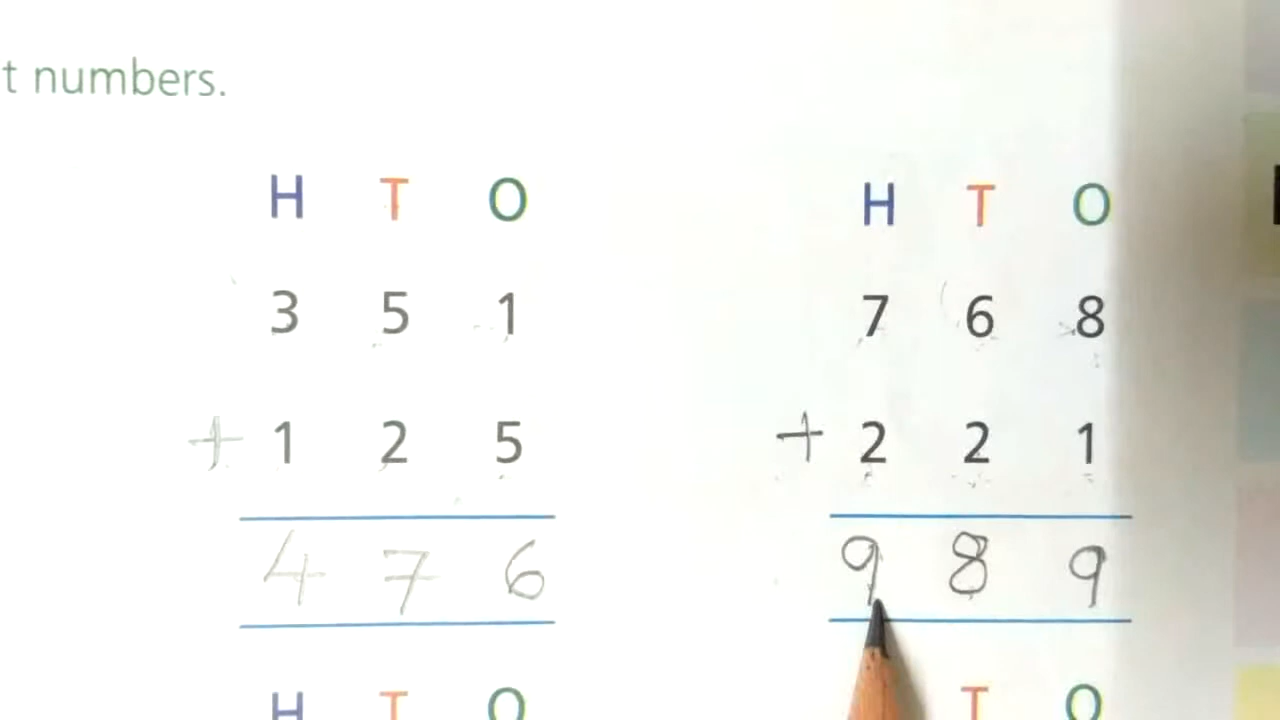 t numbers.
H T O H T O
3 5 1 7 6 8
+ 1 2 5 + 2 2 1
4 7 6 9 8 9
H T O T O